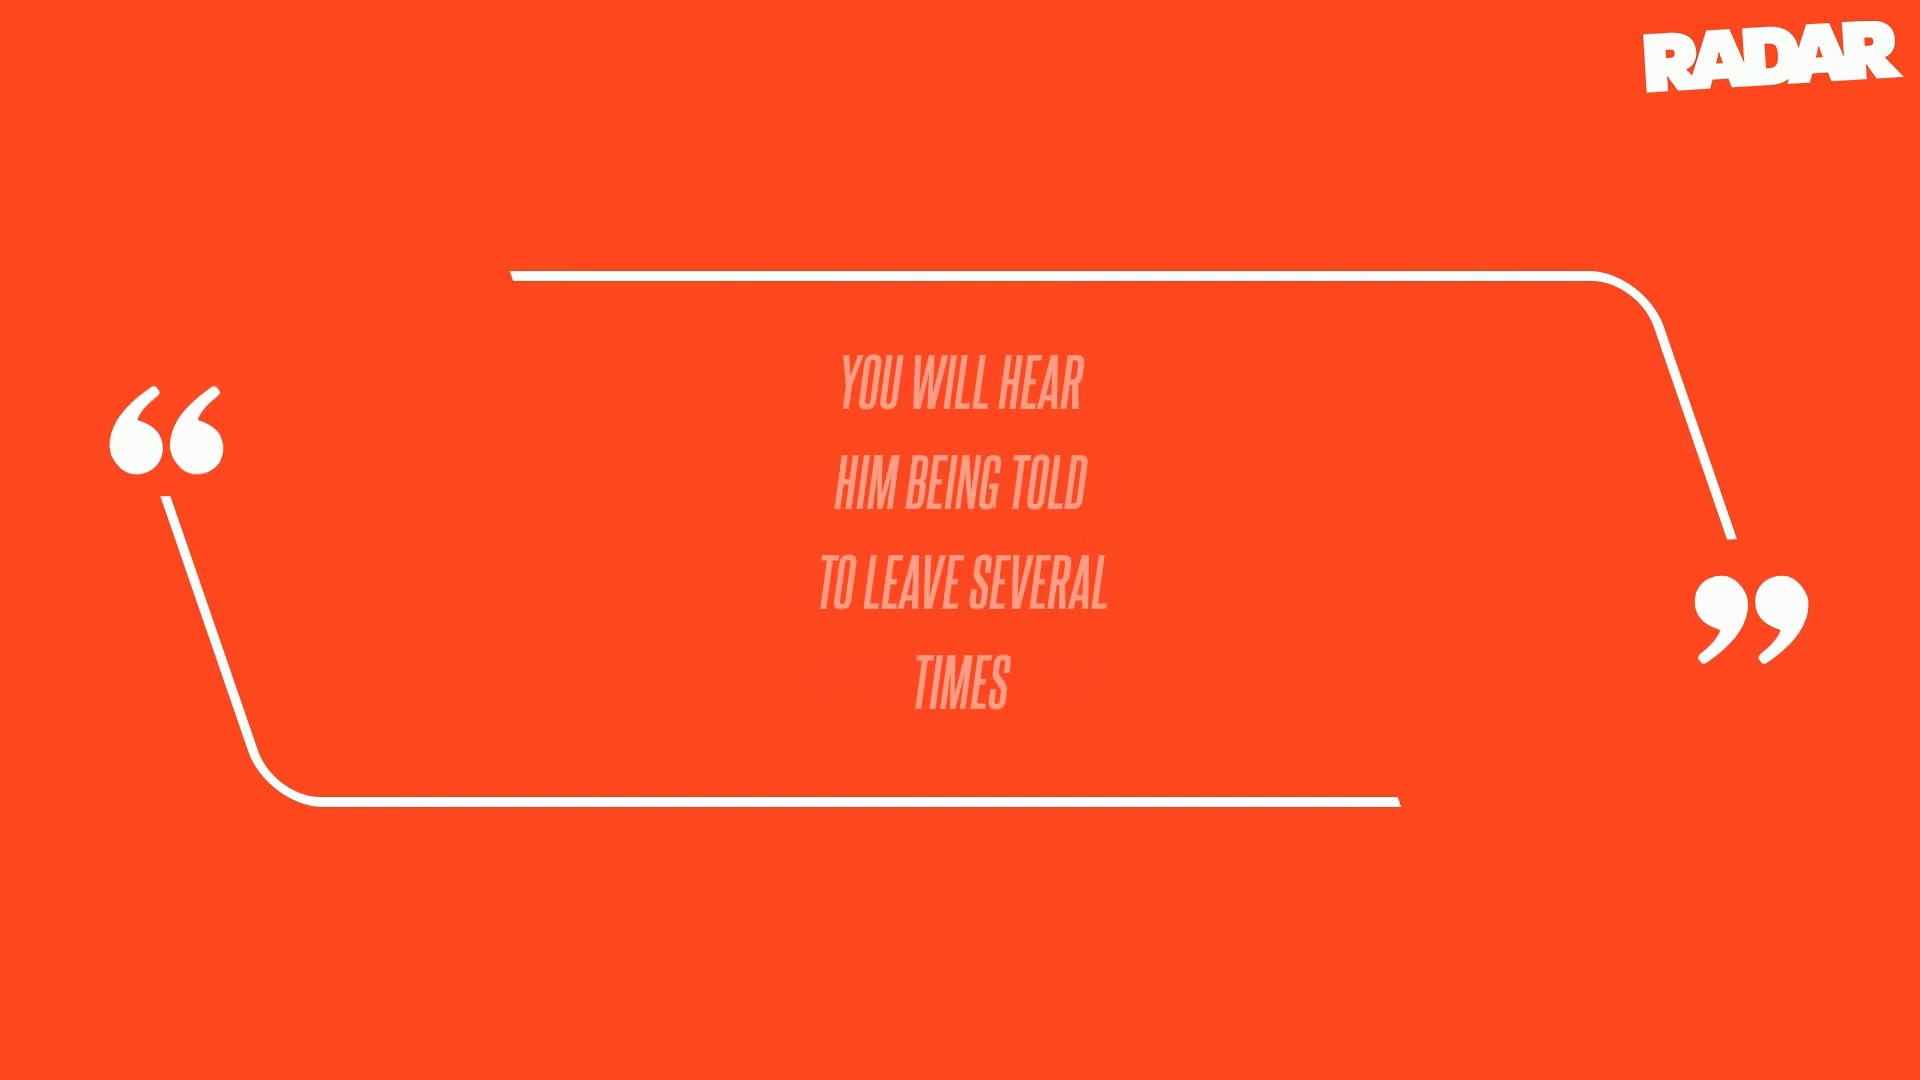 RADAR
“
YOU WILL HEAR
HIM BEING TOLD
TO LEAVE SEVERAL
TIMES
”